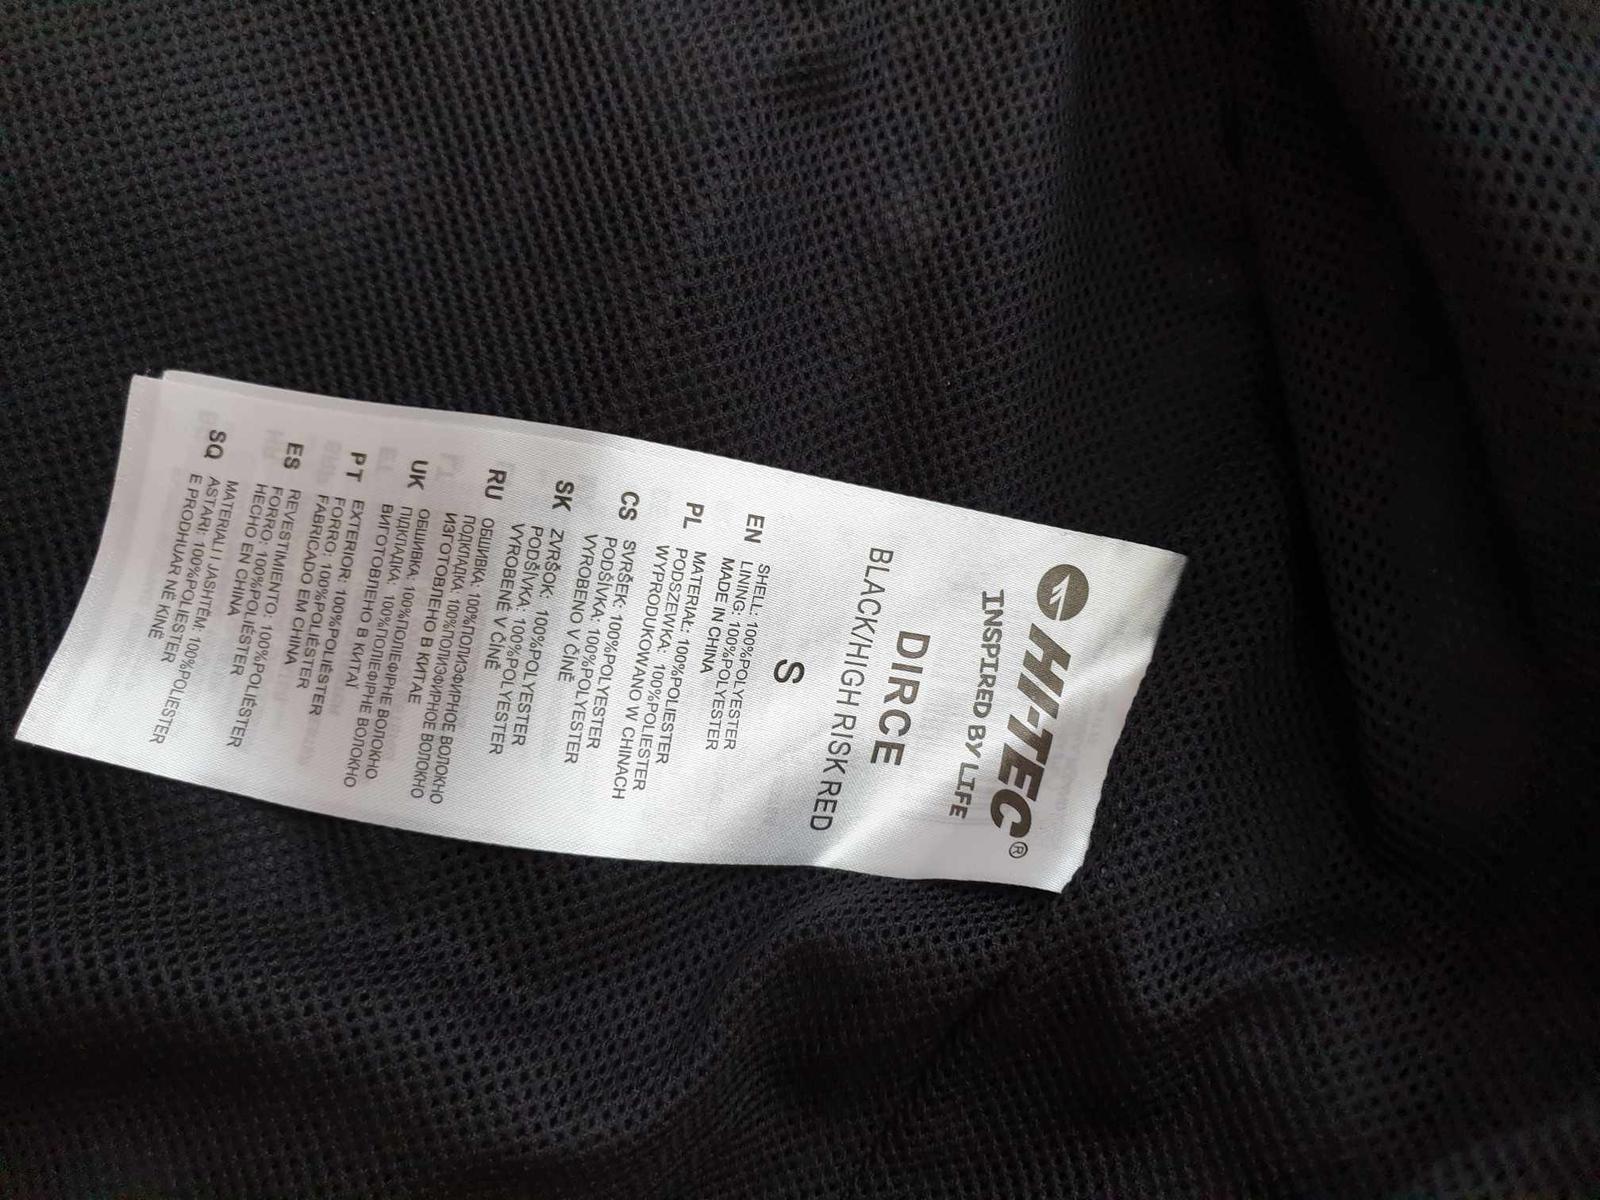 HI-TEC®
INSPIRED BY LIFE
DIRCE
BLACK/HIGH RISK RED
S
EN SHELL: 100%POLYESTER
LINING: 100%POLYESTER
MADE IN CHINA
PL MATERIAŁ: 100%POLIESTER
PODSZEWKA: 100%POLIESTER
WYPRODUKOWANO W CHINACH
CS SVRŠEK: 100%POLYESTER
PODŠÍVKA: 100%POLYESTER
VYROBENO V ČÍNĚ
SK ZVRŠOK: 100%POLYESTER
PODŠÍVKA: 100%POLYESTER
VYROBENÉ V ČÍNĚ
RU ОБШИВКА: 100%ПОЛИЭФИРНОЕ ВОЛОКНО
ПОДКЛАДКА: 100%ПОЛИЭФИРНОЕ ВОЛОКНО
ИЗГОТОВЛЕНО В КИТАЕ
UK ОБШИВКА: 100%ПОЛІЕФІРНЕ ВОЛОКНО
ПІДКЛАДКА: 100%ПОЛІЕФІРНЕ ВОЛОКНО
ВИГОТОВЛЕНО В КИТАЇ
PT EXTERIOR: 100%POLIÉSTER
FORRO: 100%POLIÉSTER
FABRICADO EM CHINA
ES REVESTIMIENTO: 100%POLIÉSTER
FORRO: 100%POLIÉSTER
HECHO EN CHINA
SQ MATERIALI I JASHTËM: 100%POLIESTER
ASTARI: 100%POLIESTER
E PRODHUAR NË KINË